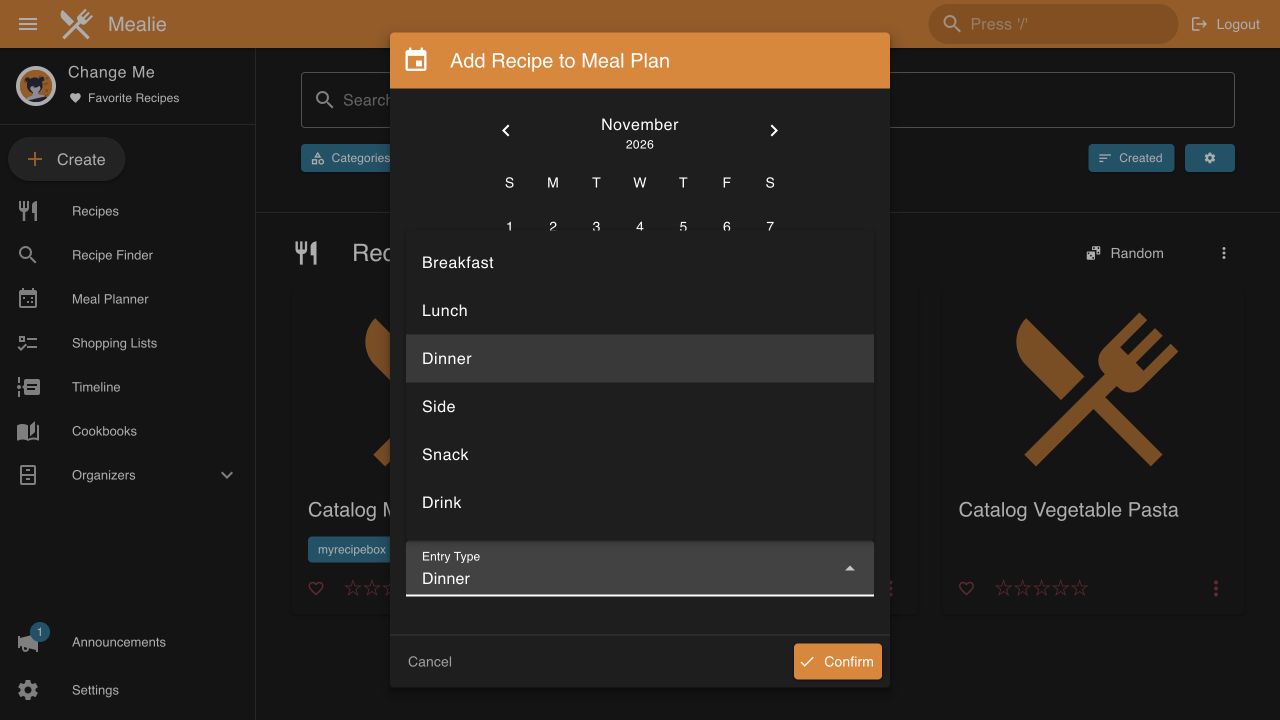 Mealie
Press '/'
Logout
Change Me
Favorite Recipes
Create
Recipes
Recipe Finder
Meal Planner
Shopping Lists
Timeline
Cookbooks
Organizers
Announcements
1
Settings
Search
Categories
Created
Rec
Random
Catalog M
myrecipebox
Catalog Vegetable Pasta
Add Recipe to Meal Plan
November
2026
S M T W T F S
1 2 3 4 5 6 7
Breakfast
Lunch
Dinner
Side
Snack
Drink
Entry Type
Dinner
Cancel
Confirm